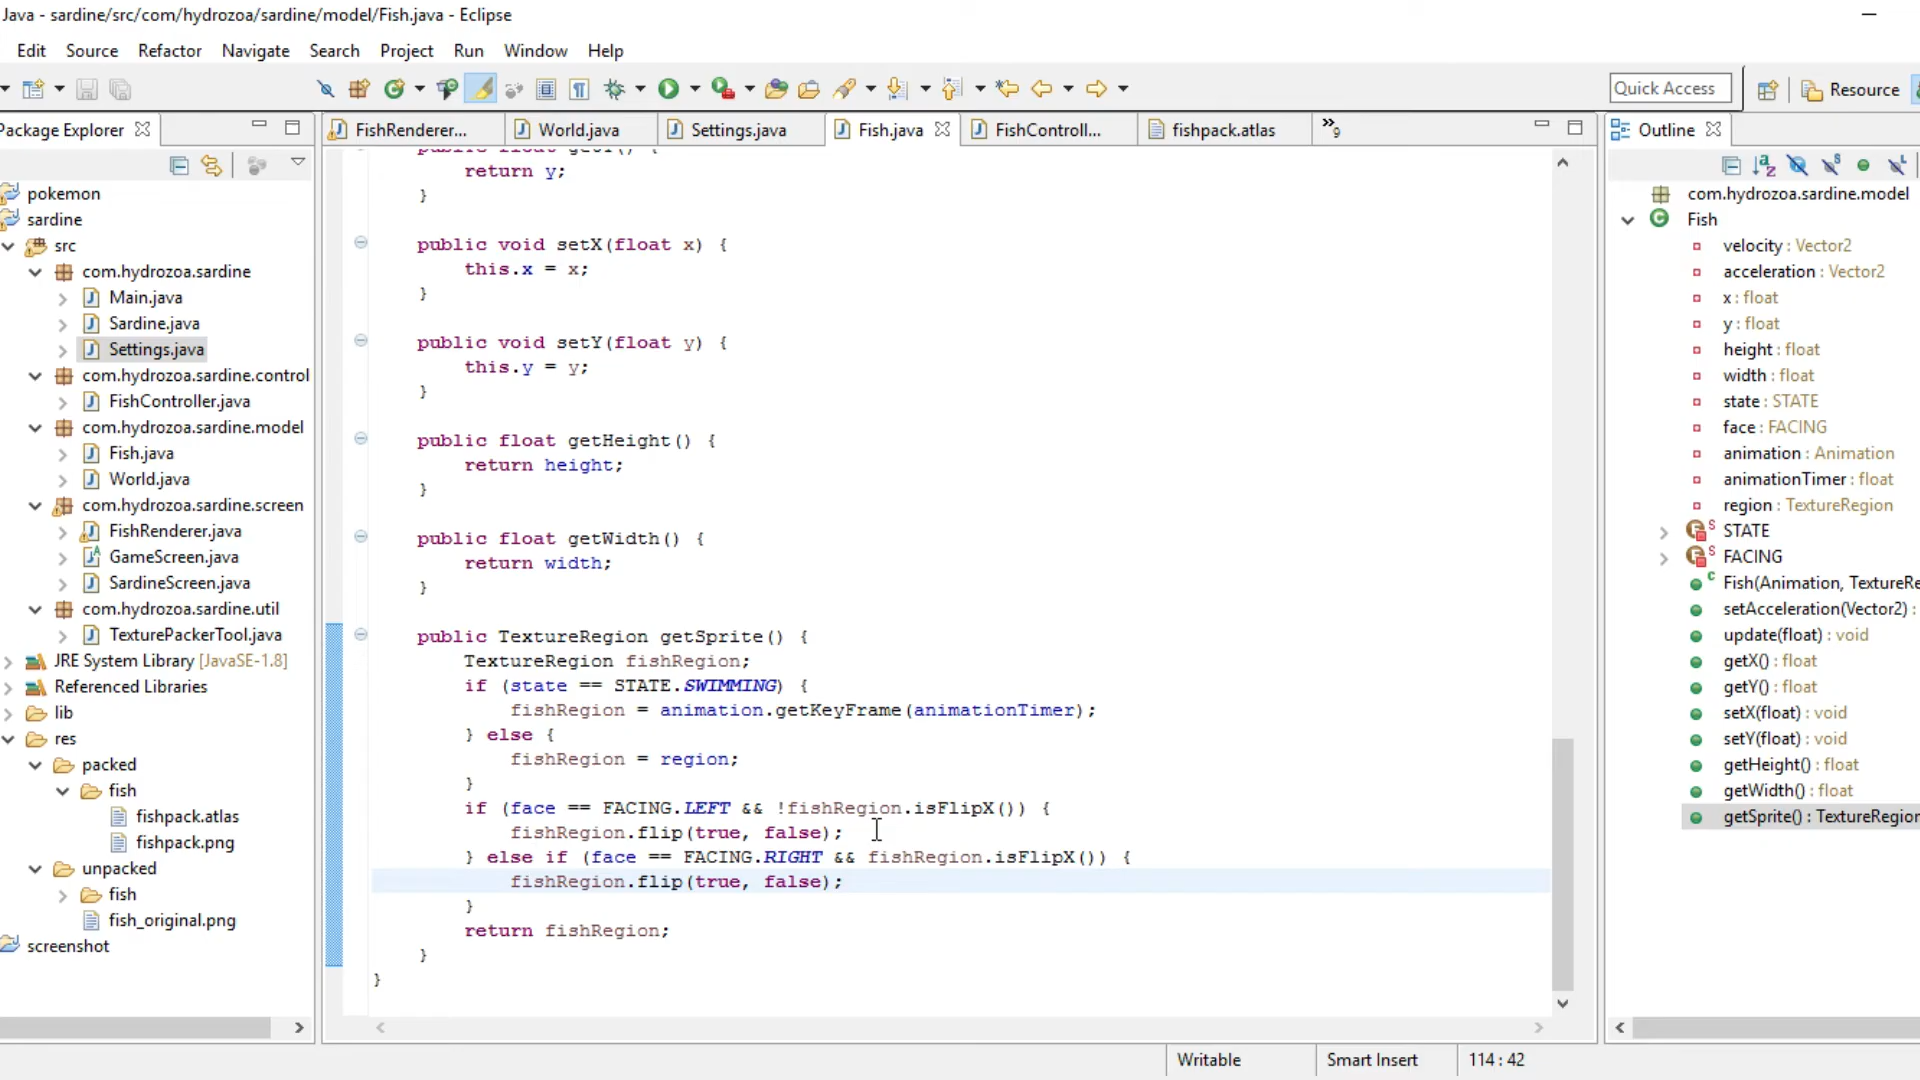 Java - sardine/src/com/hydrozoa/sardine/model/Fish.java - Eclipse
Edit Source Refactor Navigate Search Project Run Window Help
Quick Access
Resource
Package Explorer
FishRenderer...
World.java
Settings.java
Fish.java
FishControll...
fishpack.atlas
9
Outline
pokemon
sardine
src
com.hydrozoa.sardine
Main.java
Sardine.java
Settings.java
com.hydrozoa.sardine.control
FishController.java
com.hydrozoa.sardine.model
Fish.java
World.java
com.hydrozoa.sardine.screen
FishRenderer.java
GameScreen.java
SardineScreen.java
com.hydrozoa.sardine.util
TexturePackerTool.java
JRE System Library [JavaSE-1.8]
Referenced Libraries
lib
res
packed
fish
fishpack.atlas
fishpack.png
unpacked
fish
fish_original.png
screenshot
public float getY() {
return y;
}
public void setX(float x) {
this.x = x;
}
public void setY(float y) {
this.y = y;
}
public float getHeight() {
return height;
}
public float getWidth() {
return width;
}
public TextureRegion getSprite() {
TextureRegion fishRegion;
if (state == STATE.SWIMMING) {
fishRegion = animation.getKeyFrame(animationTimer);
} else {
fishRegion = region;
}
if (face == FACING.LEFT && !fishRegion.isFlipX()) {
fishRegion.flip(true, false);
} else if (face == FACING.RIGHT && fishRegion.isFlipX()) {
fishRegion.flip(true, false);
}
return fishRegion;
}
}
com.hydrozoa.sardine.model
Fish
velocity : Vector2
acceleration : Vector2
x : float
y : float
height : float
width : float
state : STATE
face : FACING
animation : Animation
animationTimer : float
region : TextureRegion
STATE
FACING
Fish(Animation, TextureRe
setAcceleration(Vector2) :
update(float) : void
getX() : float
getY() : float
setX(float) : void
setY(float) : void
getHeight() : float
getWidth() : float
getSprite() : TextureRegion
Writable
Smart Insert
114 : 42